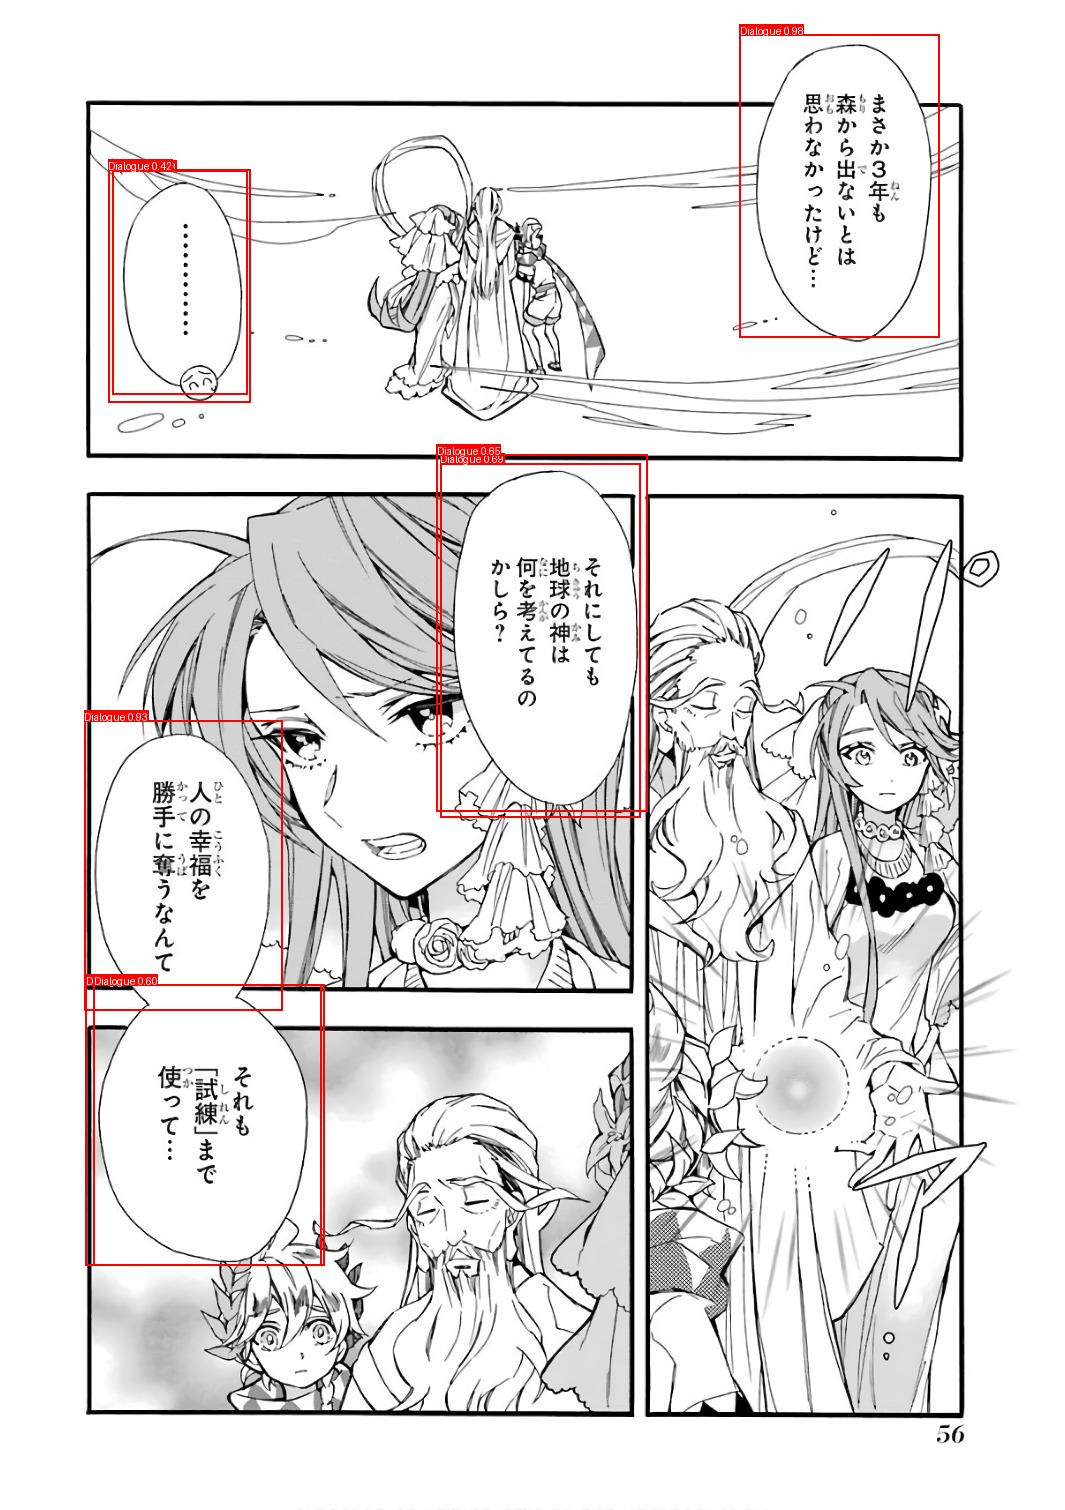 Dialogue 0.98
まさか3年も
森から出ないとは
思わなかったけど…
Dialogue 0.42
…………
Dialogue 0.65
Dialogue 0.69
それにしても
地球の神は
何を考えてるの
かしら？
Dialogue 0.93
人の幸福を
勝手に奪うなんて
Dialogue 0.60
それも
「試練」まで
使って…
56